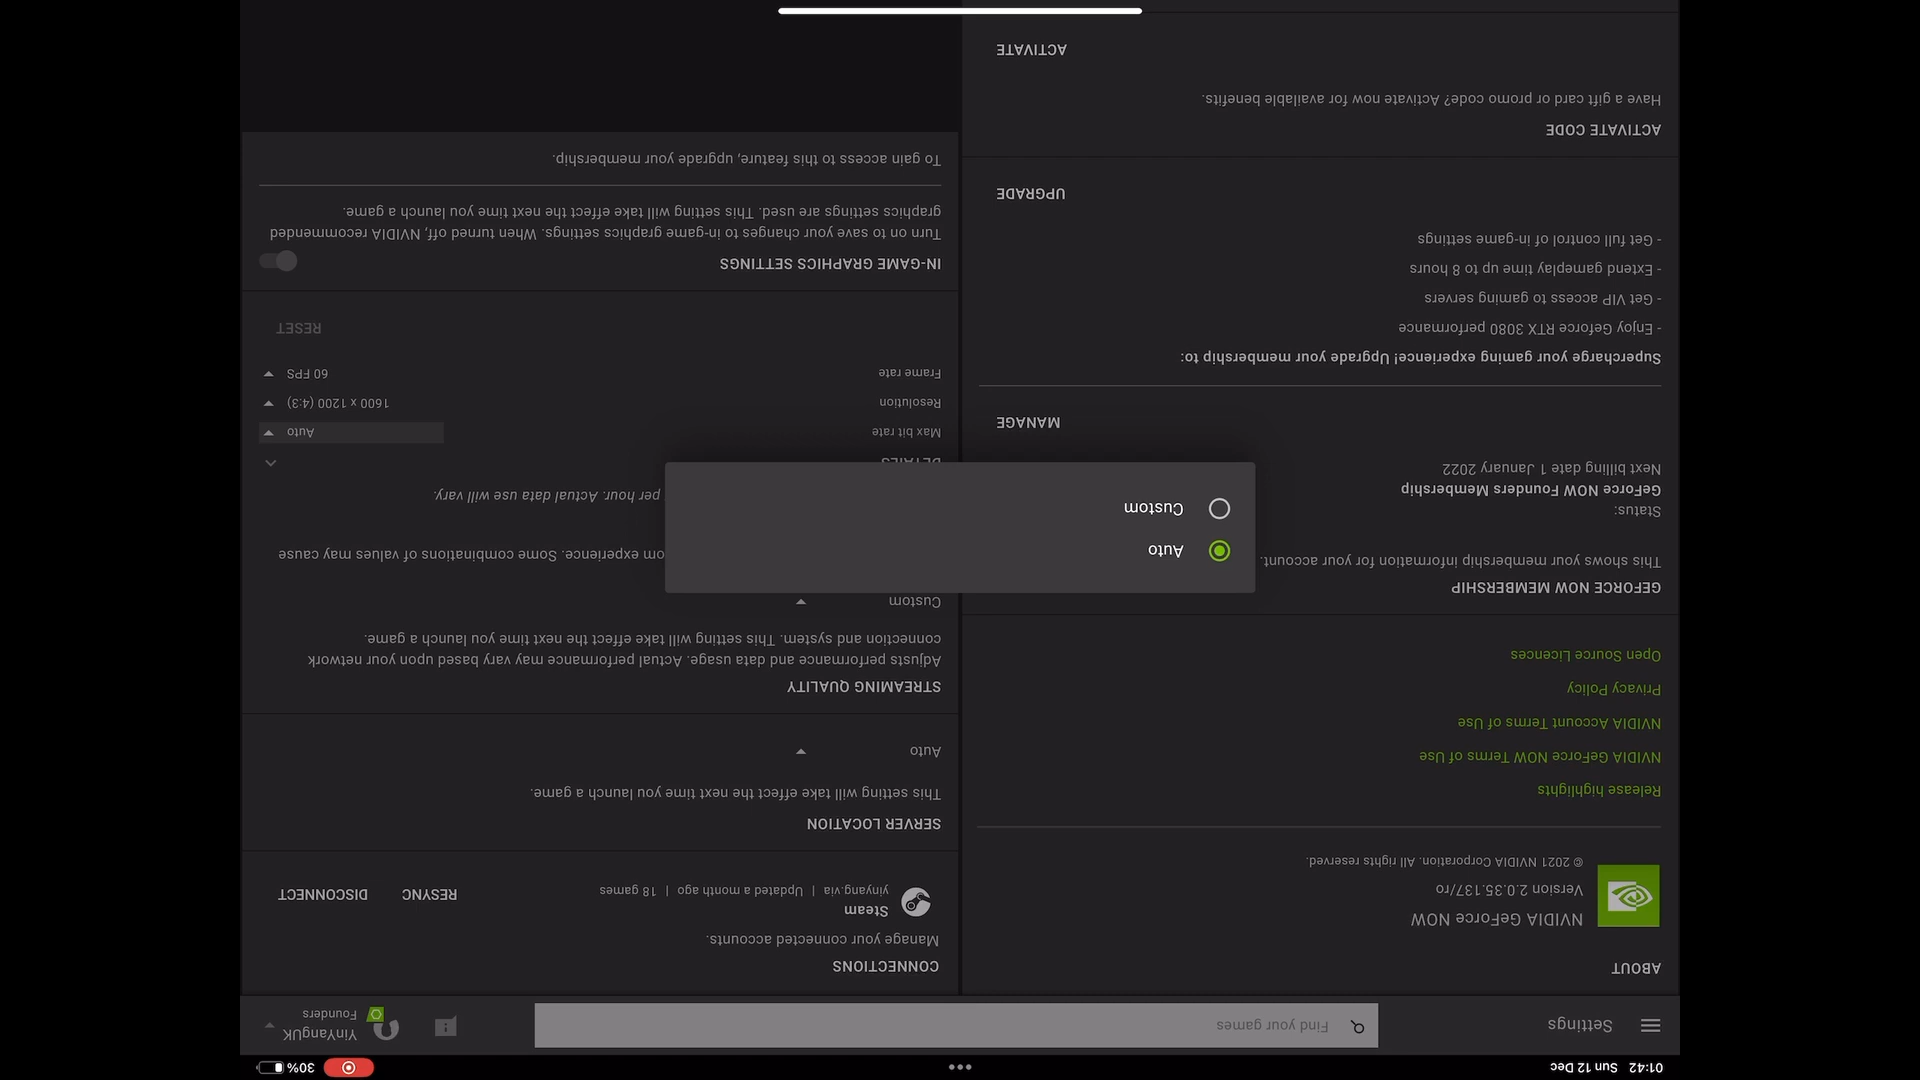 01:42 Sun 12 Dec
30%
Settings
Find your games
YinYangUK
Founders
ABOUT
NVIDIA GeForce NOW
Version 2.0.35.137/ro
© 2021 NVIDIA Corporation. All rights reserved.
Release highlights
NVIDIA GeForce NOW Terms of Use
NVIDIA Account Terms of Use
Privacy Policy
Open Source Licences
GEFORCE NOW MEMBERSHIP
This shows your membership information for your account.
Status:
GeForce NOW Founders Membership
Next billing date 1 January 2022
MANAGE
Supercharge your gaming experience! Upgrade your membership to:
- Enjoy Geforce RTX 3080 performance
- Get VIP access to gaming servers
- Extend gameplay time up to 8 hours
- Get full control of in-game settings
UPGRADE
ACTIVATE CODE
Have a gift card or promo code? Activate now for available benefits.
ACTIVATE
CONNECTIONS
Manage your connected accounts.
Steam
yinyang.via | Updated a month ago | 18 games
RESYNC
DISCONNECT
SERVER LOCATION
This setting will take effect the next time you launch a game.
Auto
STREAMING QUALITY
Adjusts performance and data usage. Actual performance may vary based upon your network
connection and system. This setting will take effect the next time you launch a game.
Custom
om experience. Some combinations of values may cause
per hour. Actual data use will vary.
DETAILS
Max bit rate Auto
Resolution 1600 x 1200 (4:3)
Frame rate 60 FPS
RESET
IN-GAME GRAPHICS SETTINGS
Turn on to save your changes to in-game graphics settings. When turned off, NVIDIA recommended
graphics settings are used. This setting will take effect the next time you launch a game.
To gain access to this feature, upgrade your membership.
Auto
Custom